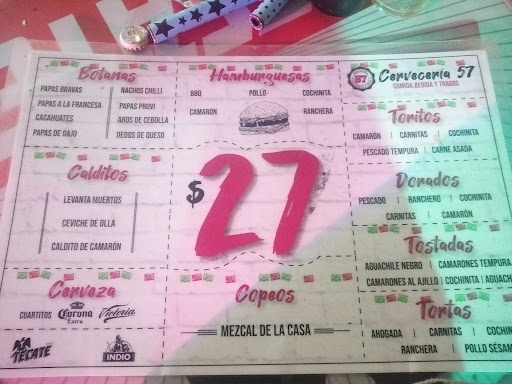 Botanas
PAPAS BRAVAS
NACHOS CHILLI
PAPAS A LA FRANCESA
PAPAS PROVI
CACAHUATES
AROS DE CEBOLLA
PAPAS DE GAJO
DEDOS DE QUESO
Hamburguesas
BBQ POLLO COCHINITA
CAMARÓN RANCHERA
57 Cervecería 57
COMIDA, BEBIDA Y TRAGOS
Toritos
CAMARÓN | CARNITAS | COCHINITA
PESCADO TEMPURA | CARNE ASADA
Calditos
LEVANTA MUERTOS
CEVICHE DE OLLA
CALDITO DE CAMARÓN
$27
Dorados
PESCADO | RANCHERO | COCHINITA
CARNITAS | CAMARÓN
Tostadas
AGUACHILE NEGRO | CAMARONES TEMPURA
CAMARONES AL AJILLO | COCHINITA | AGUACH
Cerveza
CUARTITOS Corona Extra Victoria
TECATE INDIO
Copeos
MEZCAL DE LA CASA
Tortas
AHOGADA | CARNITAS | COCHIN
RANCHERA | POLLO SÉSAM